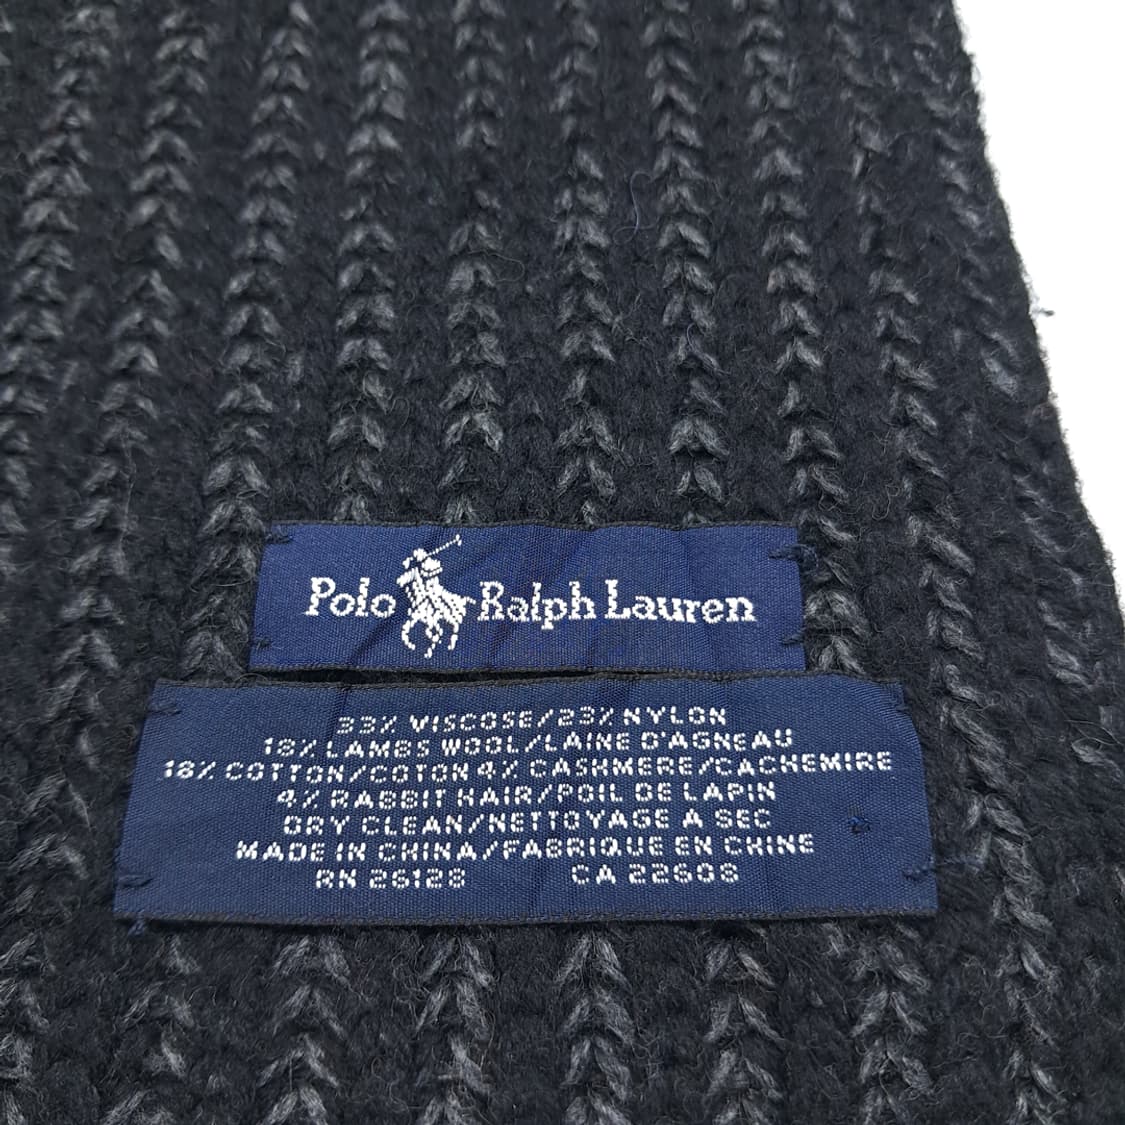 Polo Ralph Lauren
33% VISCOSE/23% NYLON
18% LAMBS WOOL/LAINE D'AGNEAU
18% COTTON/COTON 4% CASHMERE/CACHEMIRE
4% RABBIT HAIR/POIL DE LAPIN
DRY CLEAN/NETTOYAGE A SEC
MADE IN CHINA/FABRIQUE EN CHINE
RN 26128 CA 22608